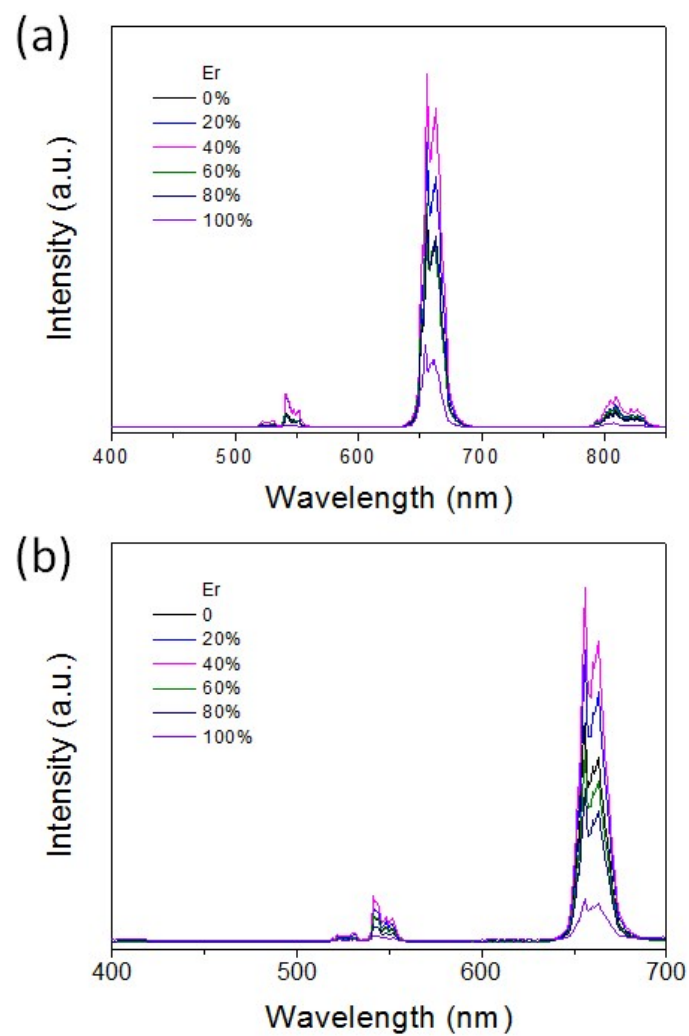 (a)
Intensity (a.u.)
Er
0%
20%
40%
60%
80%
100%
400 500 600 700 800
Wavelength (nm)
(b)
Intensity (a.u.)
Er
0
20%
40%
60%
80%
100%
400 500 600 700
Wavelength (nm)